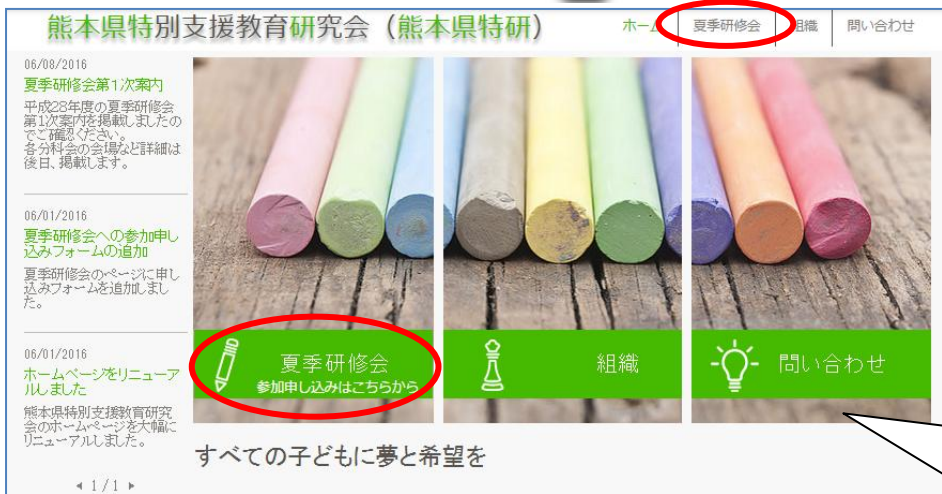 熊本県特別支援教育研究会（熊本県特研）
ホーム
夏季研修会
組織
問い合わせ
06/08/2016
夏季研修会第1次案内
平成28年度の夏季研修会
第1次案内を掲載しましたの
でご確認ください。
各分科会の会場など詳細は
後日、掲載します。
06/01/2016
夏季研修会への参加申し
込みフォームの追加
夏季研修会のページに申し
込みフォームを追加しまし
た。
06/01/2016
ホームページをリニューア
ルしました
熊本県特別支援教育研究
会のホームページを大幅に
リニューアルしました。
1/1
夏季研修会
参加申し込みはこちらから
組織
問い合わせ
すべての子どもに夢と希望を